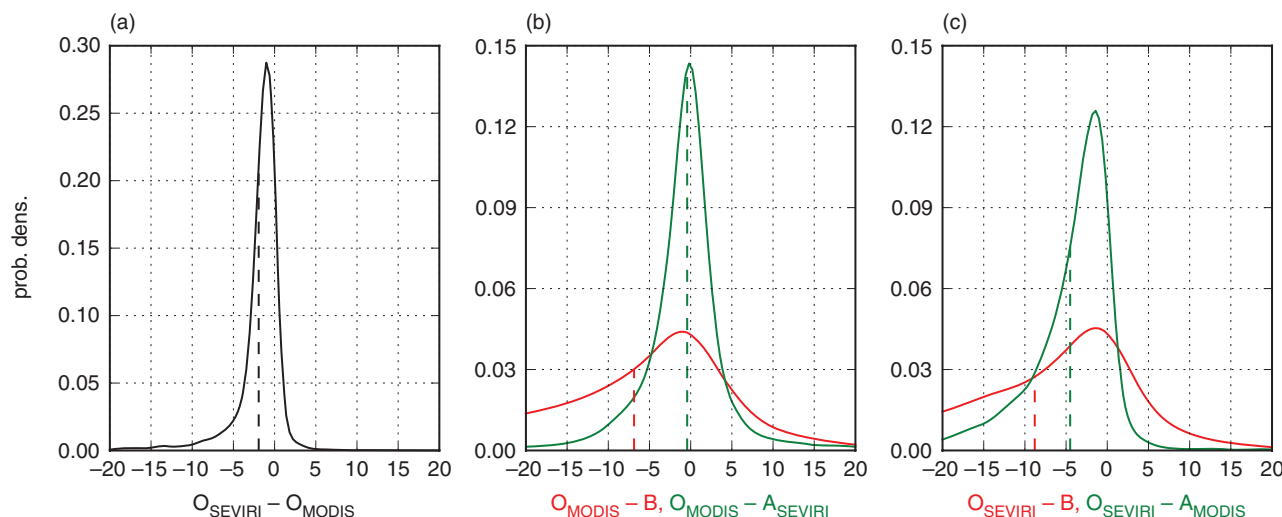 (a)
(b)
(c)
prob. dens.
0.30
0.25
0.20
0.15
0.10
0.05
0.00
−20 −15 −10 −5 0 5 10 15 20
O_SEVIRI – O_MODIS
0.15
0.12
0.09
0.06
0.03
0.00
−20 −15 −10 −5 0 5 10 15 20
O_MODIS – B, O_MODIS – A_SEVIRI
0.15
0.12
0.09
0.06
0.03
0.00
−20 −15 −10 −5 0 5 10 15 20
O_SEVIRI – B, O_SEVIRI – A_MODIS